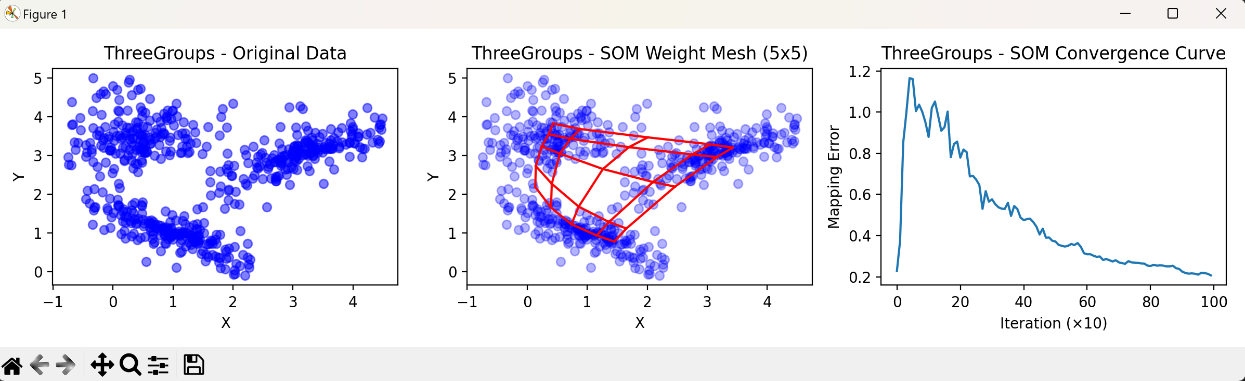 Figure 1
ThreeGroups - Original Data
5
4
3
2
1
0
Y
−1 0 1 2 3 4
X
ThreeGroups - SOM Weight Mesh (5x5)
5
4
3
2
1
0
Y
−1 0 1 2 3 4
X
ThreeGroups - SOM Convergence Curve
1.2
1.0
0.8
0.6
0.4
0.2
Mapping Error
0 20 40 60 80 100
Iteration (×10)